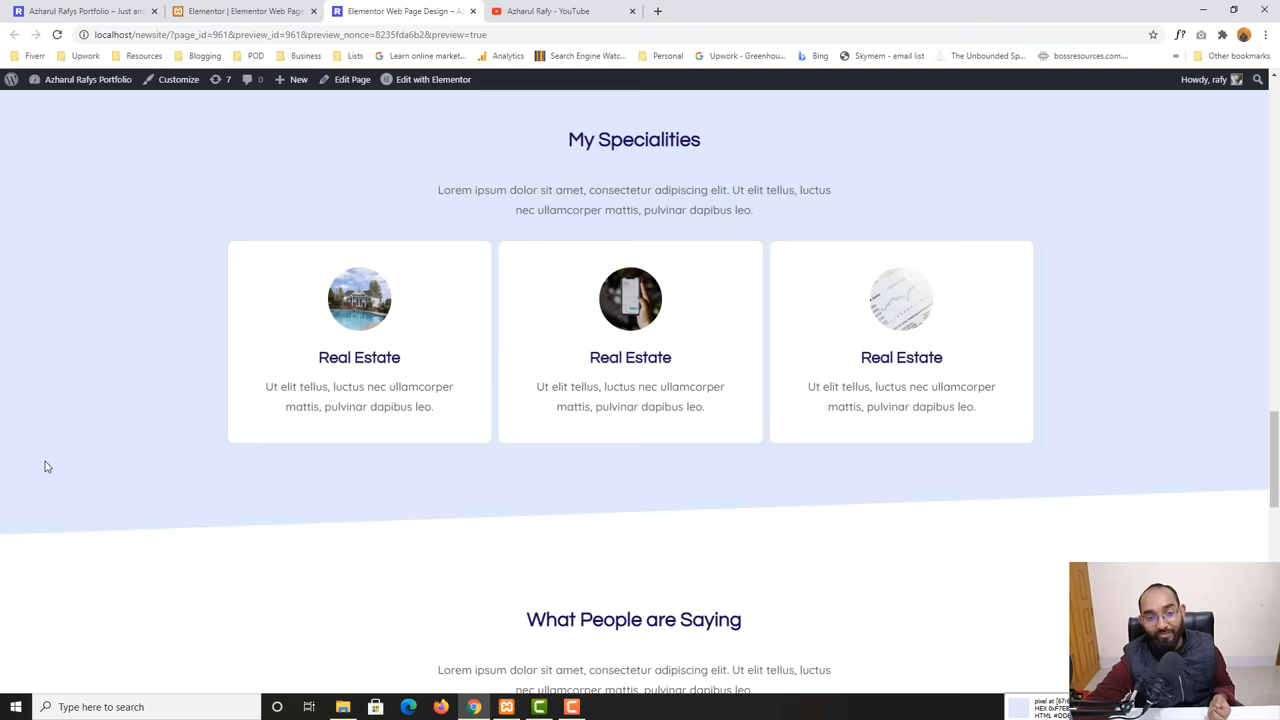 Azharul Rafys Portfolio – Just an
Elementor | Elementor Web Page
Elementor Web Page Design – Az
Azharul Rafy - YouTube
localhost/newsite/?page_id=961&preview_id=961&preview_nonce=8235fda6b2&preview=true
Fiverr
Upwork
Resources
Blogging
POD
Business
Lists
Learn online market...
Analytics
Search Engine Watc...
Personal
Upwork - Greenhou...
Bing
Skymem - email list
The Unbounded Sp...
bossresources.com...
»
Other bookmarks
Azharul Rafys Portfolio
Customize
7
0
New
Edit Page
Edit with Elementor
Howdy, rafy
My Specialities
Lorem ipsum dolor sit amet, consectetur adipiscing elit. Ut elit tellus, luctus
nec ullamcorper mattis, pulvinar dapibus leo.
Real Estate
Ut elit tellus, luctus nec ullamcorper
mattis, pulvinar dapibus leo.
Real Estate
Ut elit tellus, luctus nec ullamcorper
mattis, pulvinar dapibus leo.
Real Estate
Ut elit tellus, luctus nec ullamcorper
mattis, pulvinar dapibus leo.
What People are Saying
Lorem ipsum dolor sit amet, consectetur adipiscing elit. Ut elit tellus, luctus
nec ullamcorper mattis, pulvinar dapibus leo.
Type here to search
pixel at
HEX
HTML